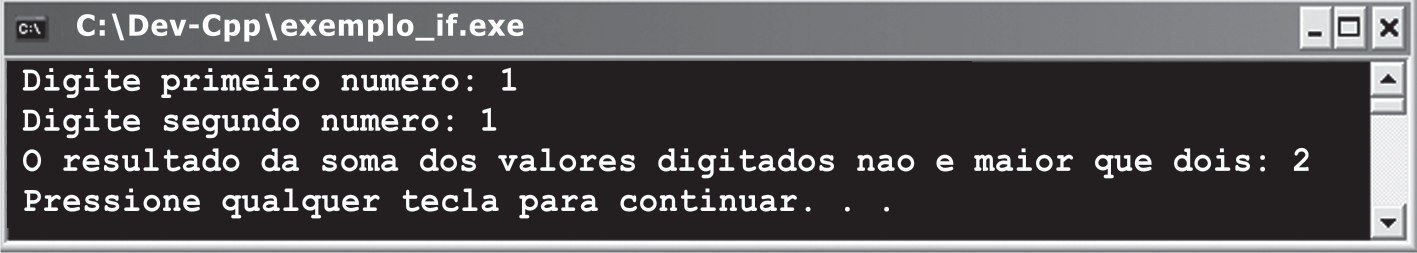 C:\Dev-Cpp\exemplo_if.exe
Digite primeiro numero: 1
Digite segundo numero: 1
O resultado da soma dos valores digitados nao e maior que dois: 2
Pressione qualquer tecla para continuar. . .